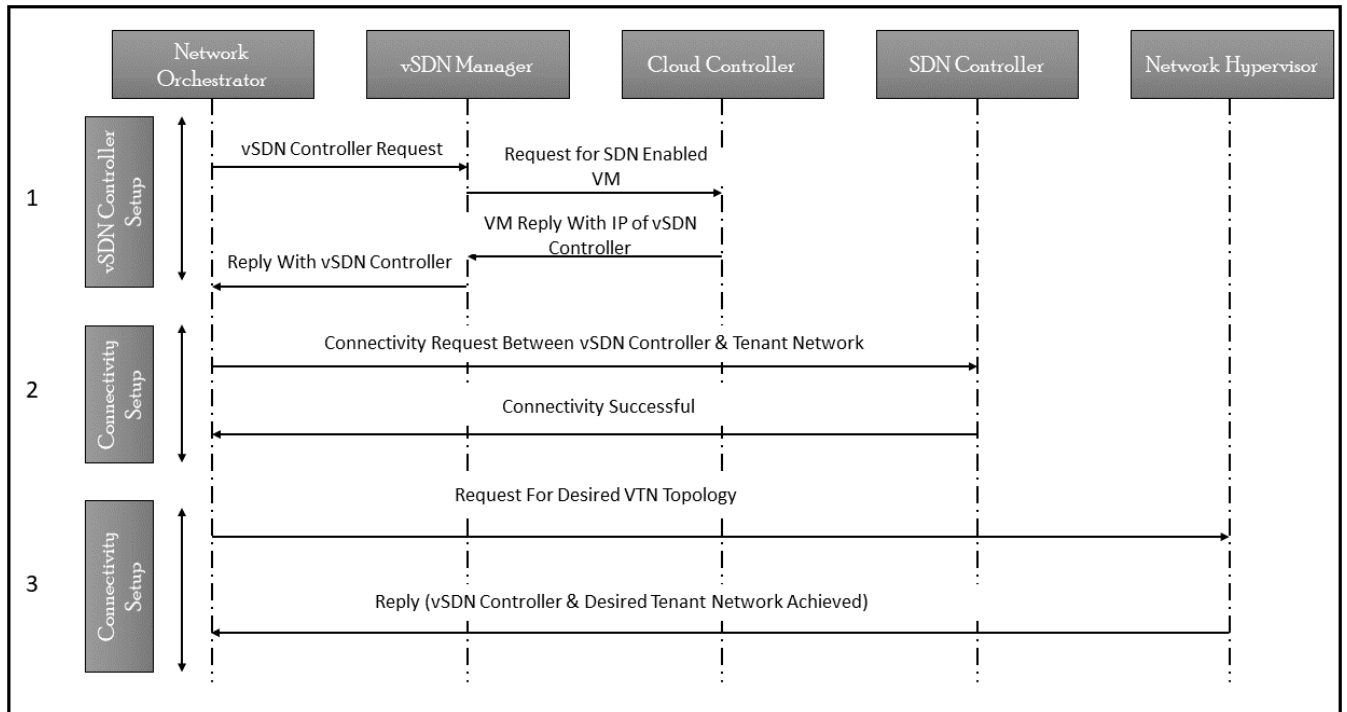 Network
Orchestrator
vSDN Manager
Cloud Controller
SDN Controller
Network Hypervisor
1
vSDN Controller
Setup
vSDN Controller Request
Request for SDN Enabled
VM
VM Reply With IP of vSDN
Controller
Reply With vSDN Controller
2
Connectivity
Setup
Connectivity Request Between vSDN Controller & Tenant Network
Connectivity Successful
3
Connectivity
Setup
Request For Desired VTN Topology
Reply (vSDN Controller & Desired Tenant Network Achieved)